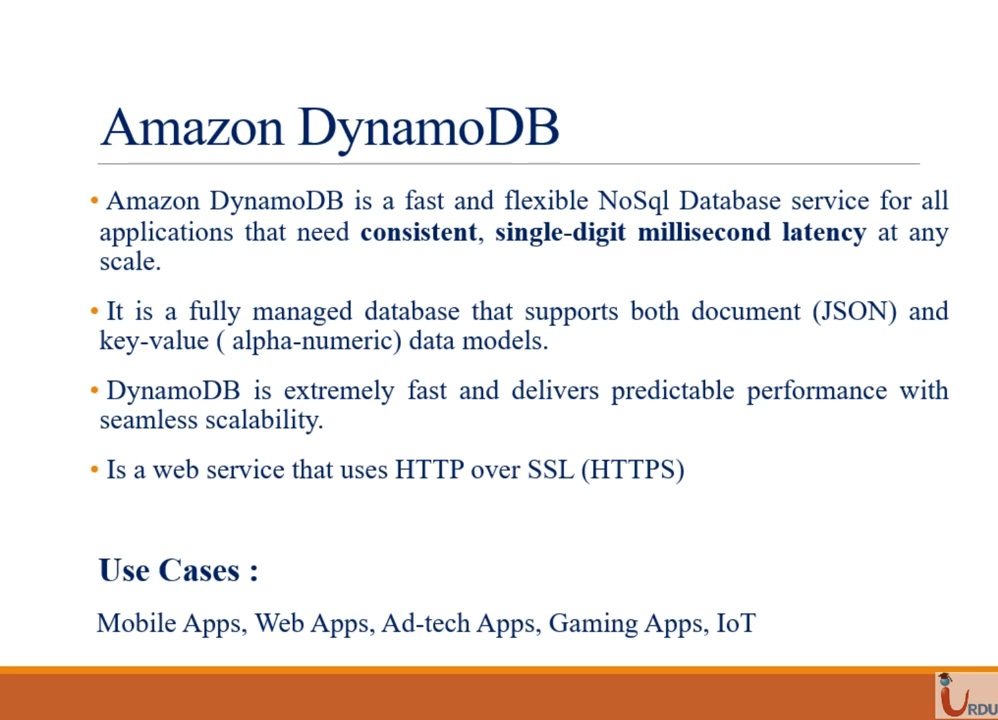 Amazon DynamoDB
• Amazon DynamoDB is a fast and flexible NoSql Database service for all
applications that need consistent, single-digit millisecond latency at any
scale.
• It is a fully managed database that supports both document (JSON) and
key-value ( alpha-numeric) data models.
• DynamoDB is extremely fast and delivers predictable performance with
seamless scalability.
• Is a web service that uses HTTP over SSL (HTTPS)
Use Cases :
Mobile Apps, Web Apps, Ad-tech Apps, Gaming Apps, IoT
iURDU